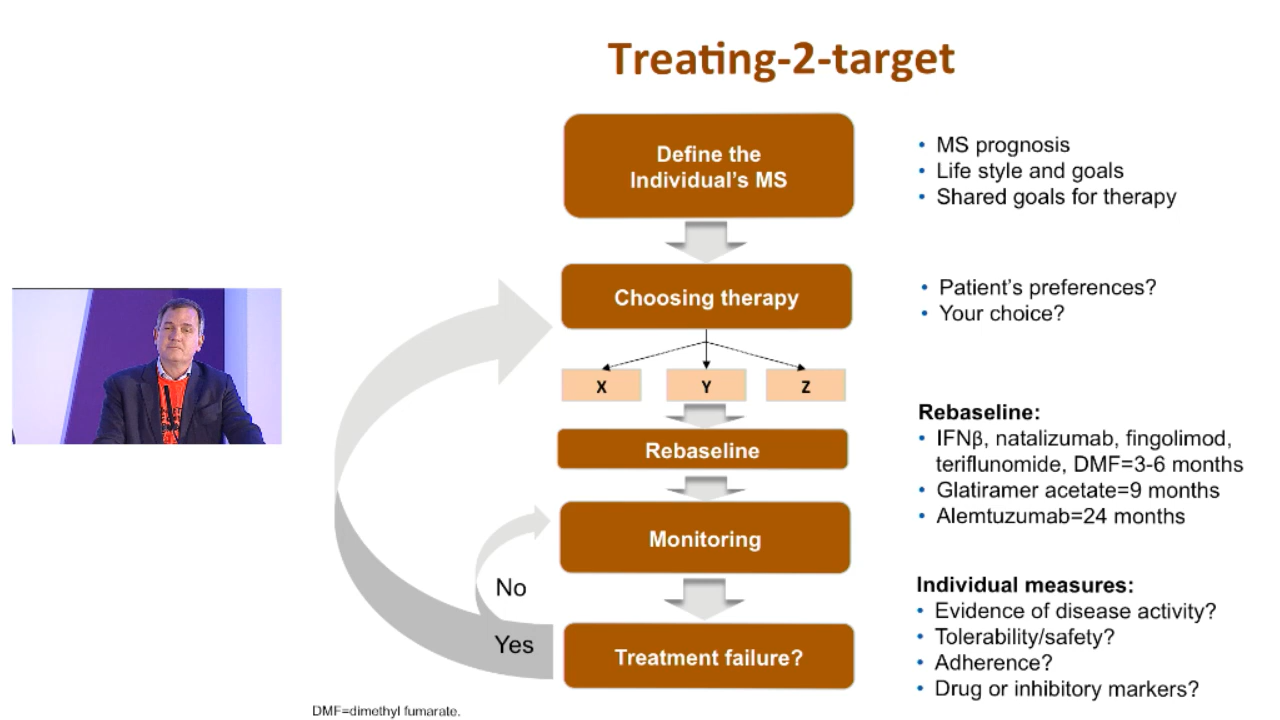 Treating-2-target
Define the
Individual's MS
• MS prognosis
• Life style and goals
• Shared goals for therapy
Choosing therapy
• Patient's preferences?
• Your choice?
X
Y
Z
Rebaseline
Rebaseline:
• IFNβ, natalizumab, fingolimod,
teriflunomide, DMF=3-6 months
• Glatiramer acetate=9 months
• Alemtuzumab=24 months
Monitoring
No
Yes
Treatment failure?
Individual measures:
• Evidence of disease activity?
• Tolerability/safety?
• Adherence?
• Drug or inhibitory markers?
DMF=dimethyl fumarate.